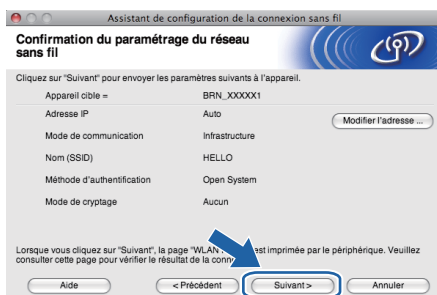 Assistant de configuration de la connexion sans fil
Confirmation du paramétrage du réseau
sans fil
Cliquez sur "Suivant" pour envoyer les paramètres suivants à l'appareil.
Appareil cible = BRN_XXXXX1
Adresse IP Auto
Modifier l'adresse ...
Mode de communication Infrastructure
Nom (SSID) HELLO
Méthode d'authentification Open System
Mode de cryptage Aucun
Lorsque vous cliquez sur "Suivant", la page "WLAN est imprimée par le périphérique. Veuillez
consulter cette page pour vérifier le résultat de la
Aide < Précédent Suivant > Annuler